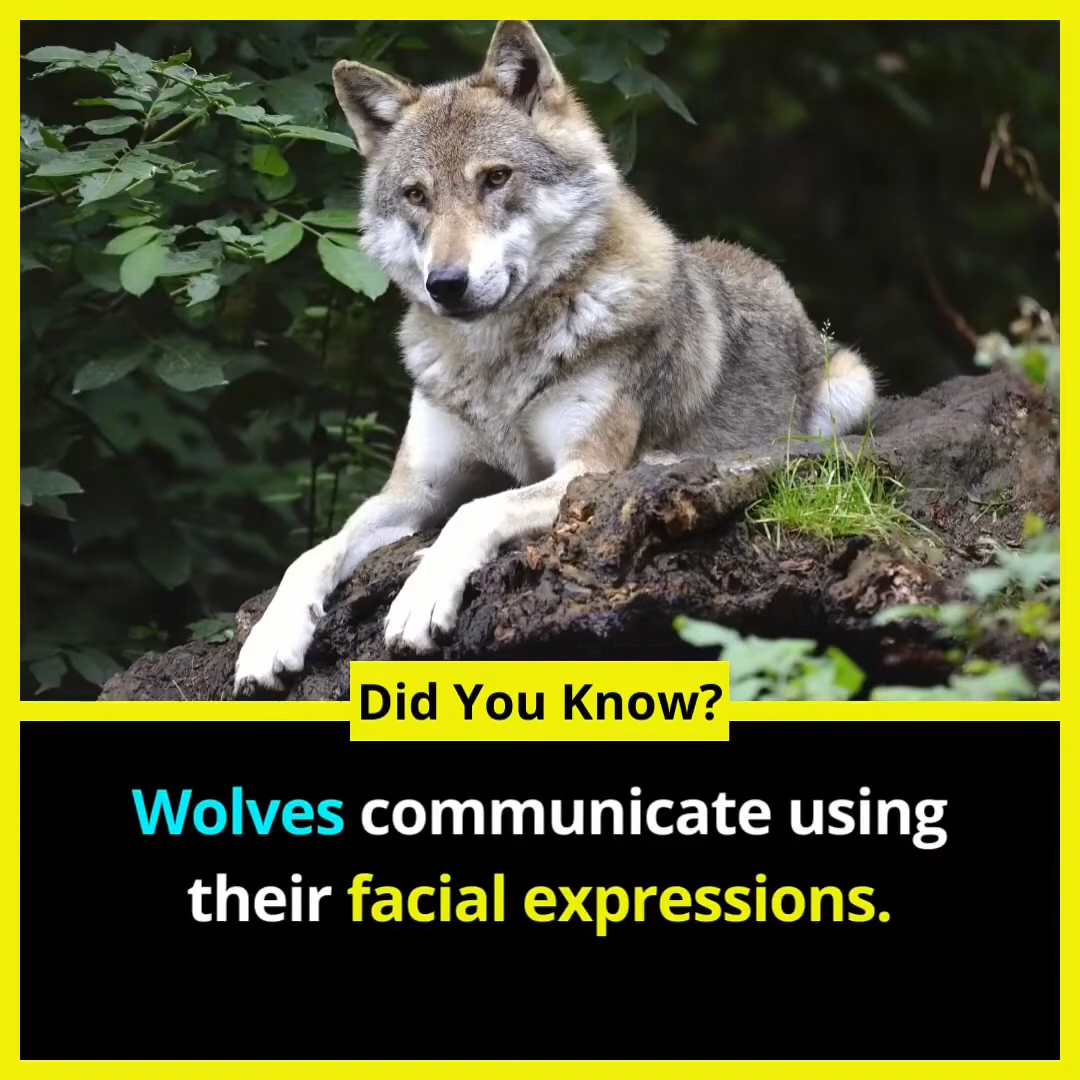 Did You Know?
Wolves communicate using
their facial expressions.